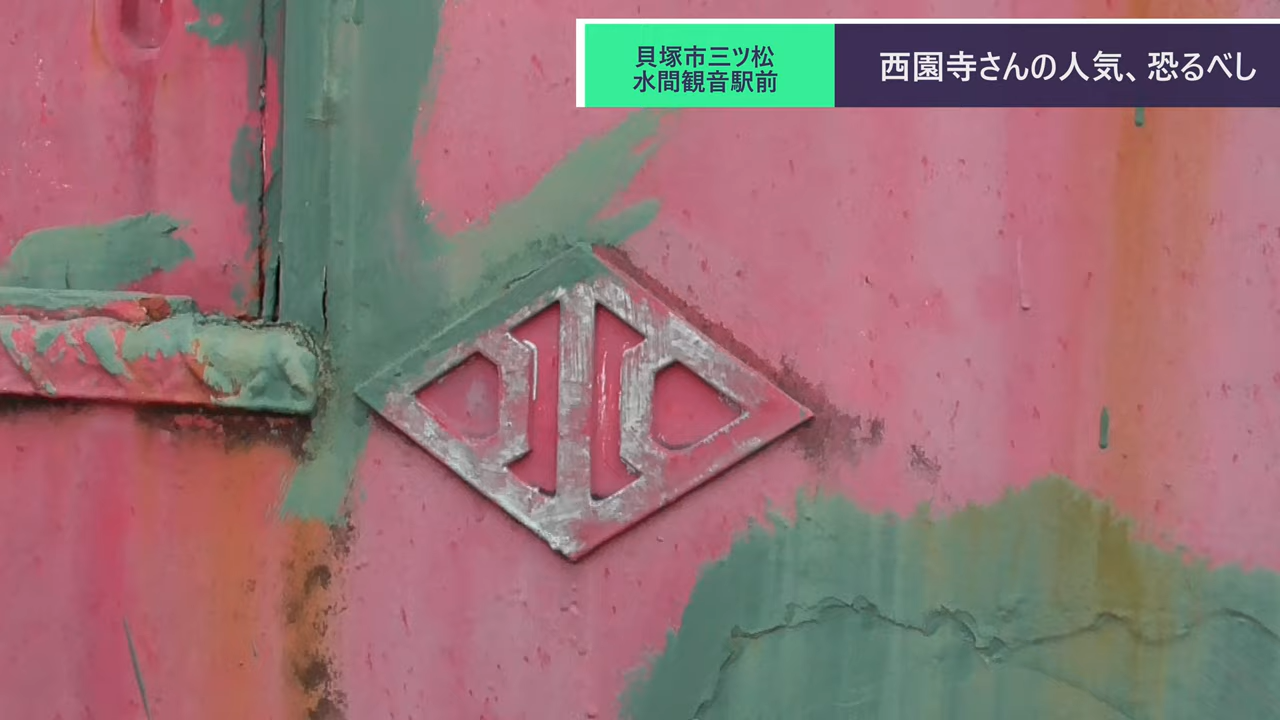 貝塚市三ツ松
水間観音駅前
西園寺さんの人気、恐るべし